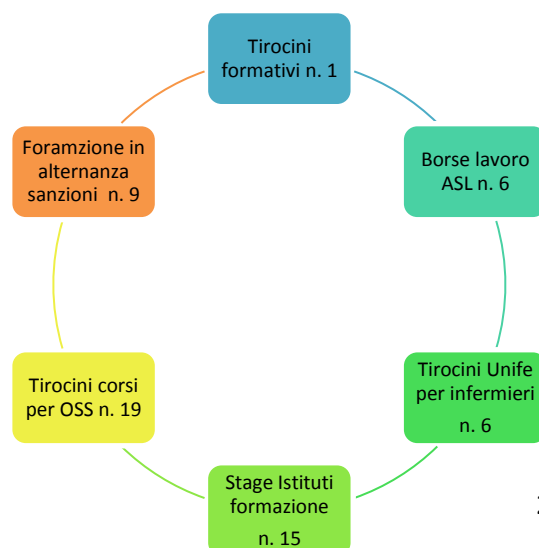 Tirocini
formativi n. 1
Borse lavoro
ASL n. 6
Tirocini Unife
per infermieri
n. 6
Stage Istituti
formazione
n. 15
Tirocini corsi
per OSS n. 19
Foramzione in
alternanza
sanzioni n. 9